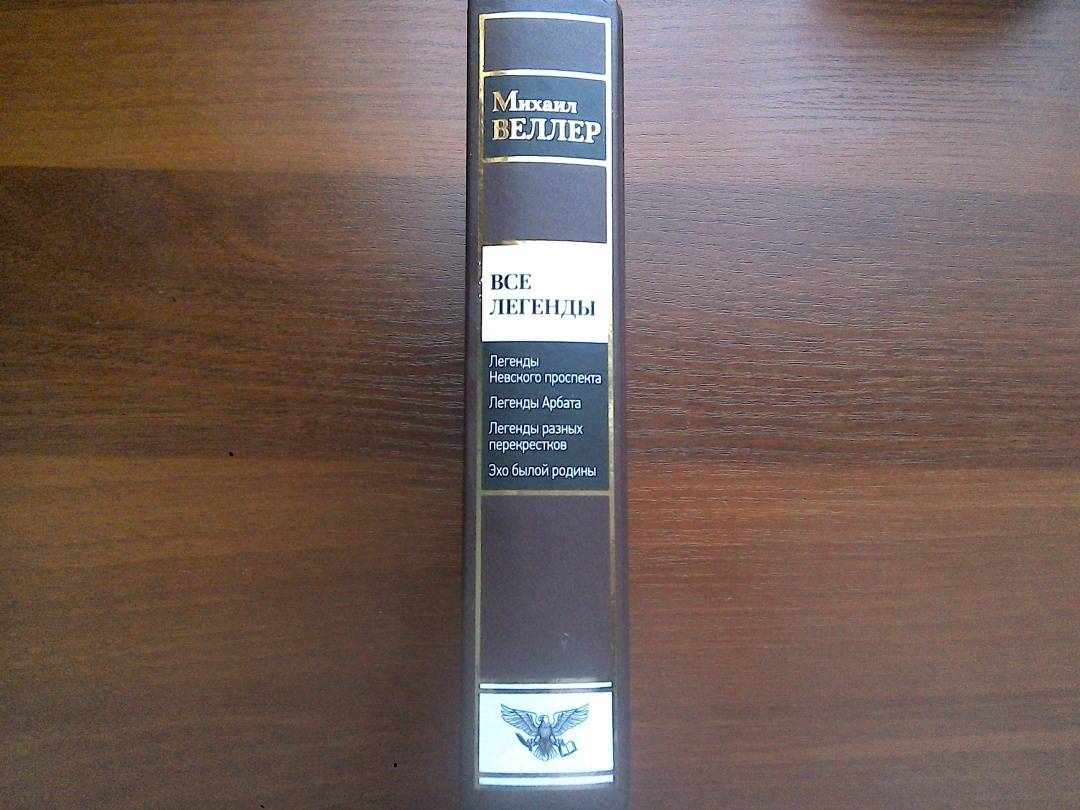 Михаил
ВЕЛЛЕР
ВСЕ
ЛЕГЕНДЫ
Легенды
Невского проспекта
Легенды Арбата
Легенды разных
перекрестков
Эхо былой родины